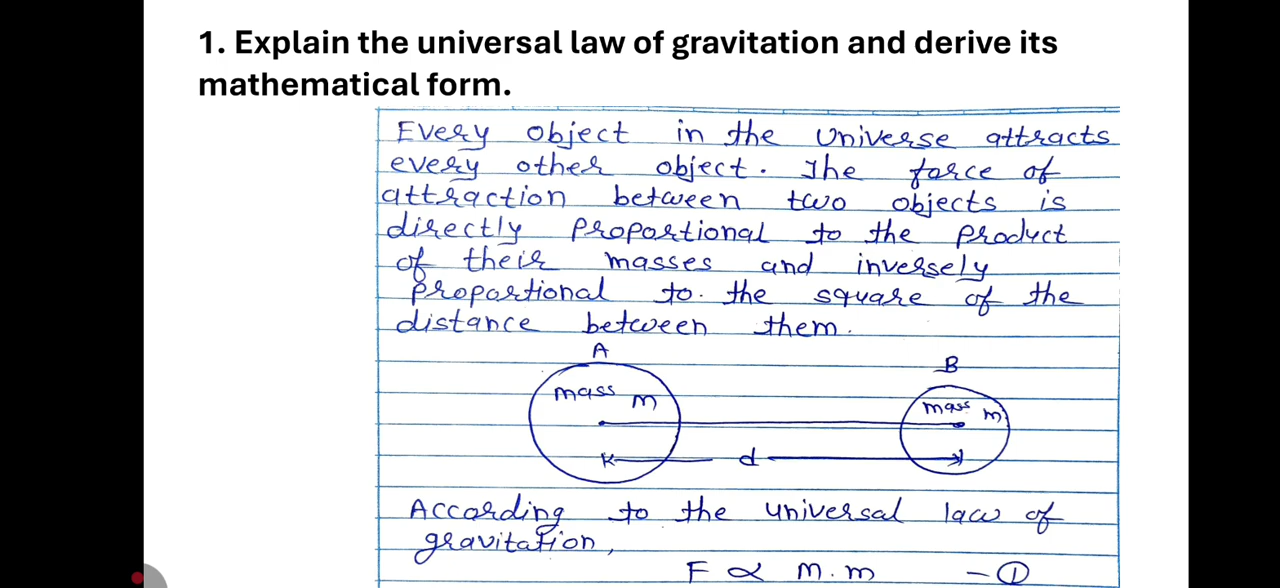 1. Explain the universal law of gravitation and derive its
mathematical form.
Every object in the universe attracts
every other object. The force of
attraction between two objects is
directly proportional to the product
of their masses and inversely
proportional to. the square of the
distance between them.
A
B
mass m
mass m
d
According to the universal law of
gravitation,
F ∝ M.m -①